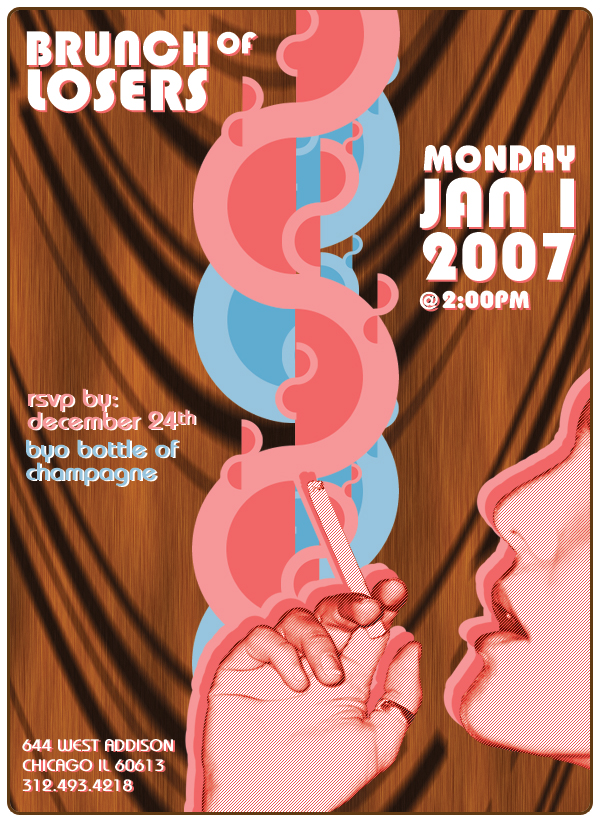 BRUNCH OF
LOSERS
MONDAY
JAN 1
2007
@ 2:00PM
rsvp by:
december 24th
byo bottle of
champagne
644 WEST ADDISON
CHICAGO IL 60613
312.493.4218